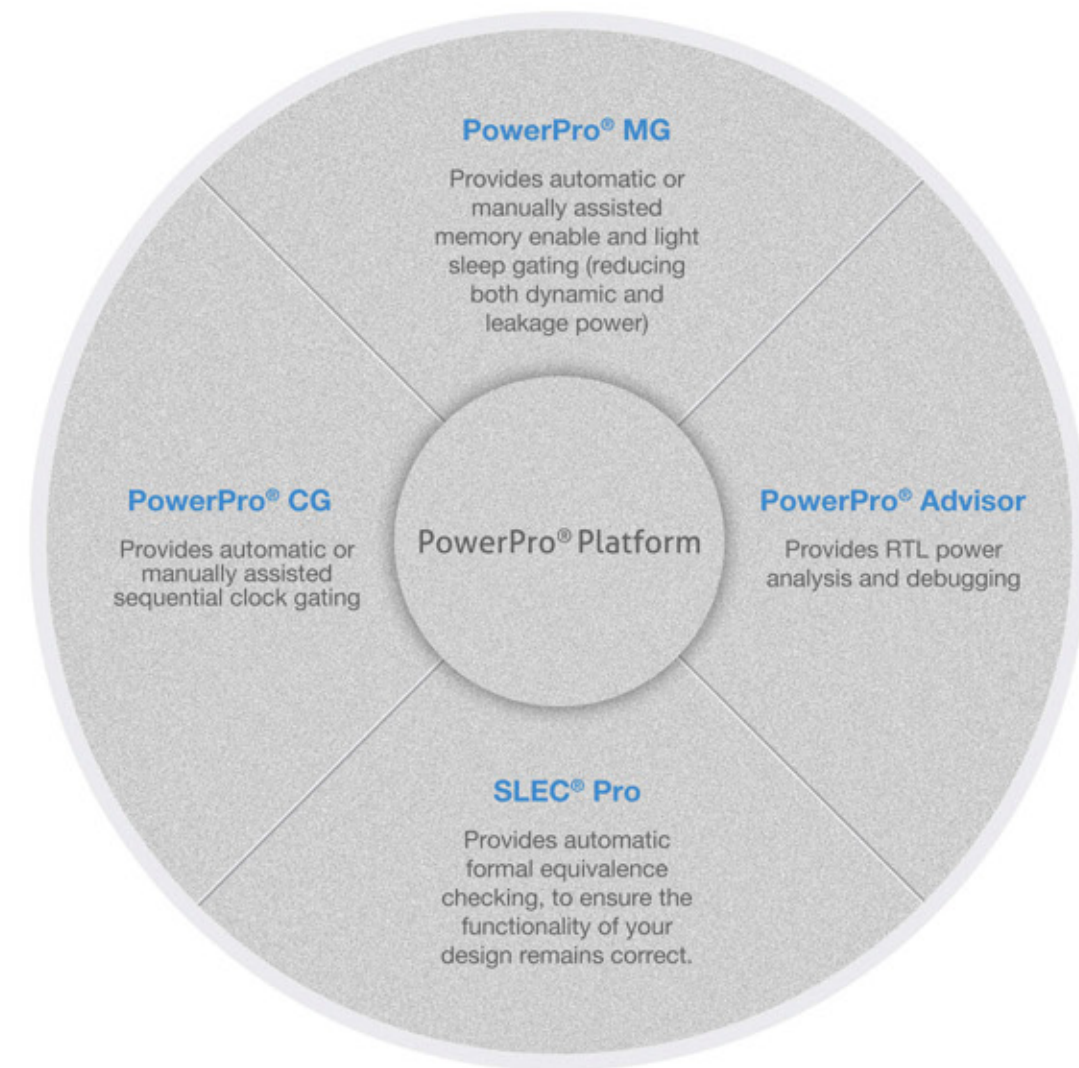 PowerPro® MG
Provides automatic or
manually assisted
memory enable and light
sleep gating (reducing
both dynamic and
leakage power)
PowerPro® CG
Provides automatic or
manually assisted
sequential clock gating
PowerPro® Platform
PowerPro® Advisor
Provides RTL power
analysis and debugging
SLEC® Pro
Provides automatic
formal equivalence
checking, to ensure the
functionality of your
design remains correct.